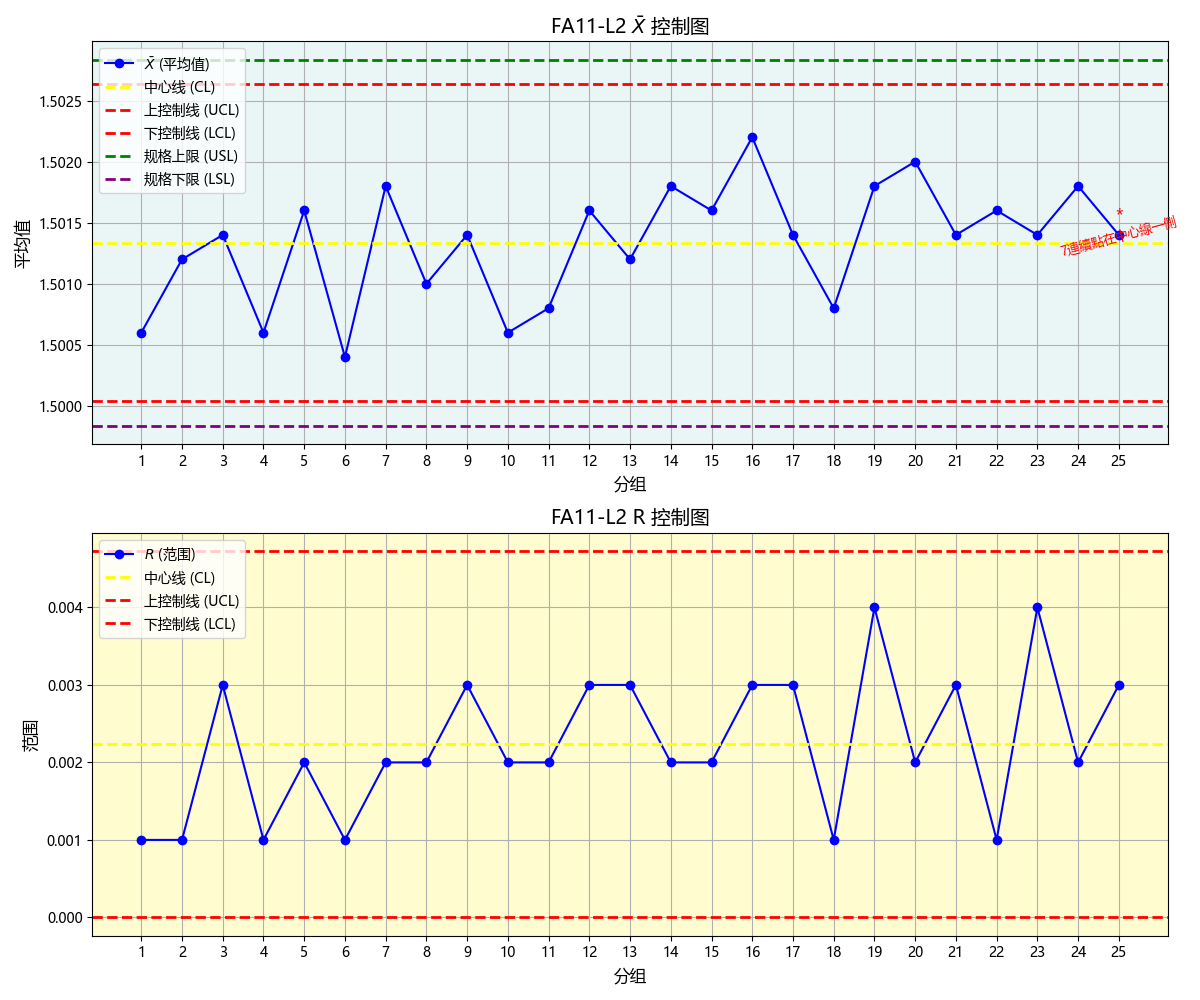 FA11-L2 X̄ 控制图
X̄ (平均值)
中心线 (CL)
上控制线 (UCL)
下控制线 (LCL)
规格上限 (USL)
规格下限 (LSL)
平均值
1.5025
1.5020
1.5015
1.5010
1.5005
1.5000
*
7連續點在中心線一側
1 2 3 4 5 6 7 8 9 10 11 12 13 14 15 16 17 18 19 20 21 22 23 24 25
分组
FA11-L2 R 控制图
R (范围)
中心线 (CL)
上控制线 (UCL)
下控制线 (LCL)
范围
0.004
0.003
0.002
0.001
0.000
1 2 3 4 5 6 7 8 9 10 11 12 13 14 15 16 17 18 19 20 21 22 23 24 25
分组